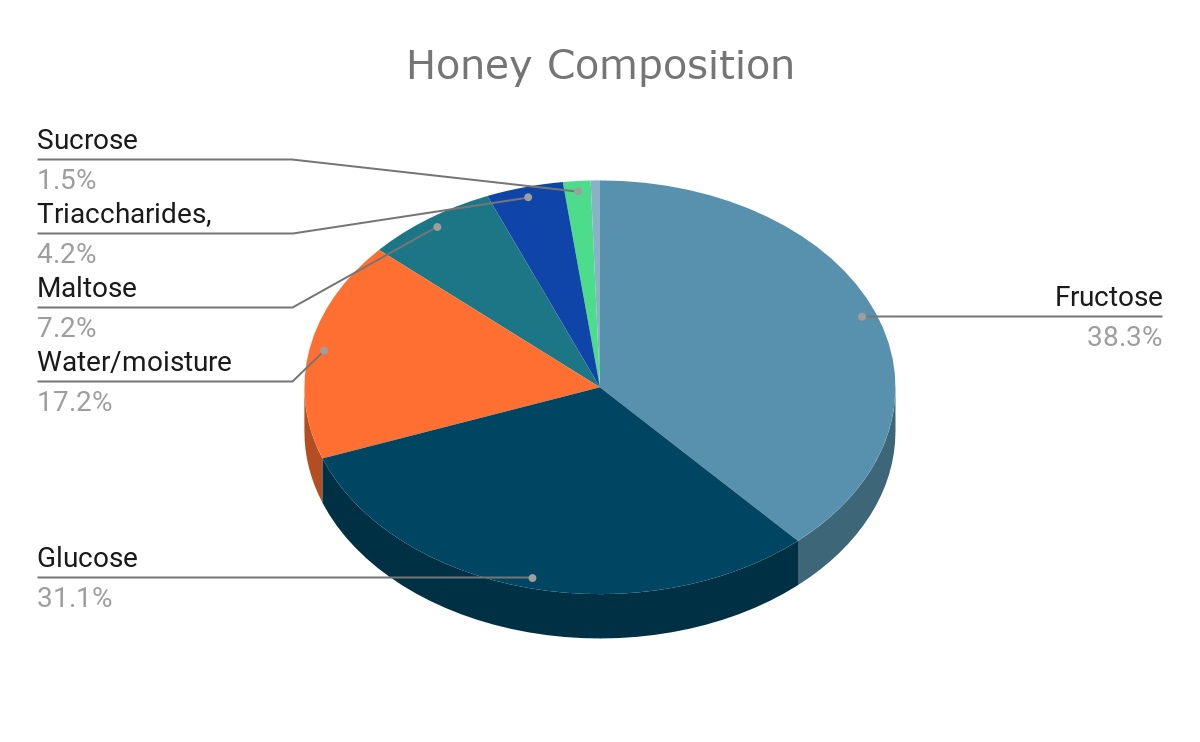 Honey Composition
Sucrose
1.5%
Triaccharides,
4.2%
Maltose
7.2%
Water/moisture
17.2%
Glucose
31.1%
Fructose
38.3%